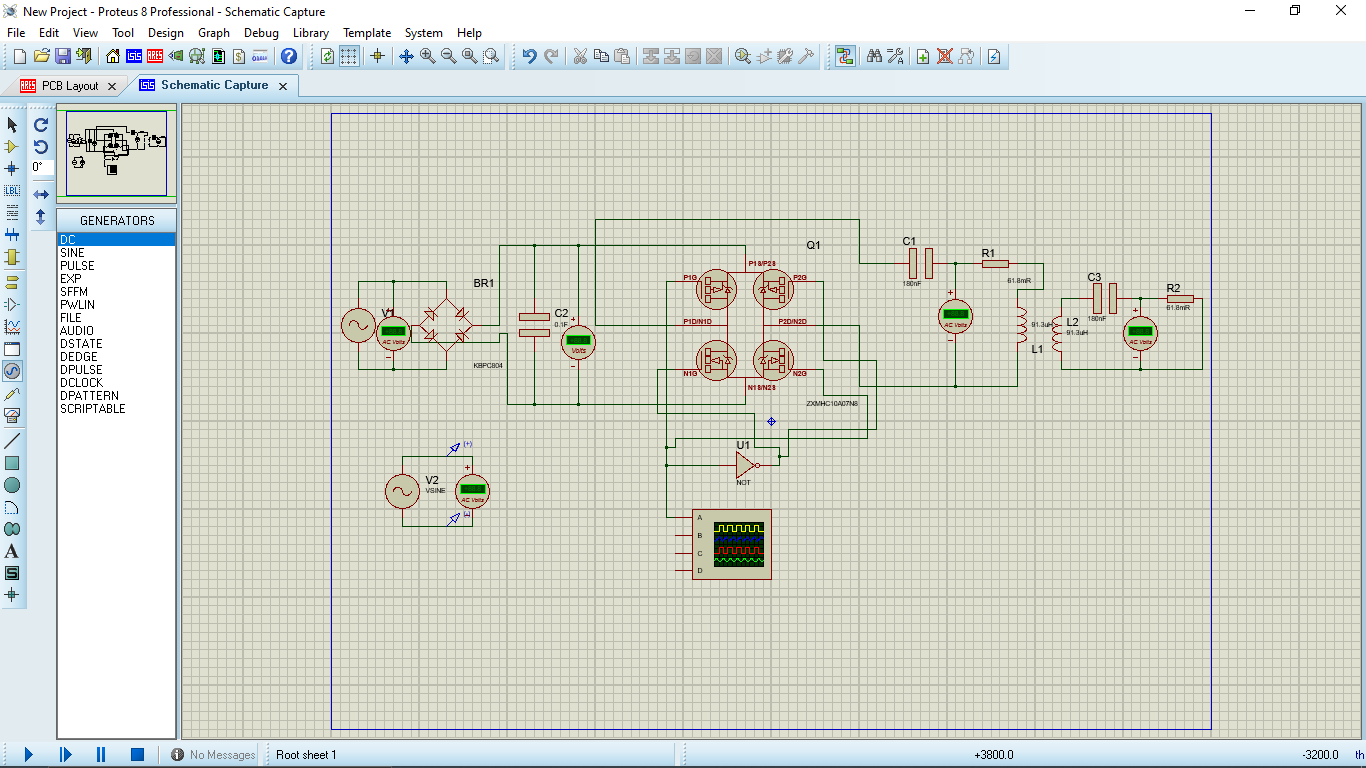 New Project - Proteus 8 Professional - Schematic Capture
File Edit View Tool Design Graph Debug Library Template System Help
PCB Layout
Schematic Capture
0°
GENERATORS
DC
SINE
PULSE
EXP
SFFM
PWLIN
FILE
AUDIO
DSTATE
DEDGE
DPULSE
DCLOCK
DPATTERN
SCRIPTABLE
LBL
A
S
V1
AC Volts
BR1
KBPC804
C2
0.1F
Volts
Q1
P1S/P2S
P1G
P2G
P1D/N1D
P2D/N2D
N1G
N2G
N1S/N2S
ZXMHC10A07N8
C1
180nF
R1
61.8mR
AC Volts
91.3uH
L1
L2
91.3uH
C3
180nF
R2
61.8mR
AC Volts
V2
VSINE
(+)
AC Volts
U1
NOT
A
B
C
D
No Messages
Root sheet 1
+3800.0
-3200.0
th